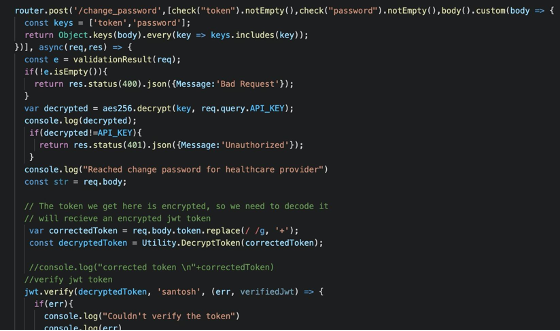 router.post('/change_password',[check("token").notEmpty(),check("password").notEmpty(),body().custom(body => {
const keys = ['token','password'];
return Object.keys(body).every(key => keys.includes(key));
})], async(req,res) => {
const e = validationResult(req);
if(!e.isEmpty()){
return res.status(400).json({Message:'Bad Request'});
}
var decrypted = aes256.decrypt(key, req.query.API_KEY);
console.log(decrypted);
if(decrypted!=API_KEY){
return res.status(401).json({Message:'Unauthorized'});
}
console.log("Reached change password for healthcare provider")
const str = req.body;
// The token we get here is encrypted, so we need to decode it
// will recieve an encrypted jwt token
var correctedToken = req.body.token.replace(/ /g, '+');
const decryptedToken = Utility.DecryptToken(correctedToken);
//console.log("corrected token \n"+correctedToken)
//verify jwt token
jwt.verify(decryptedToken, 'santosh', (err, verifiedJwt) => {
if(err){
console.log("Couldn't verify the token")
console.log(err)